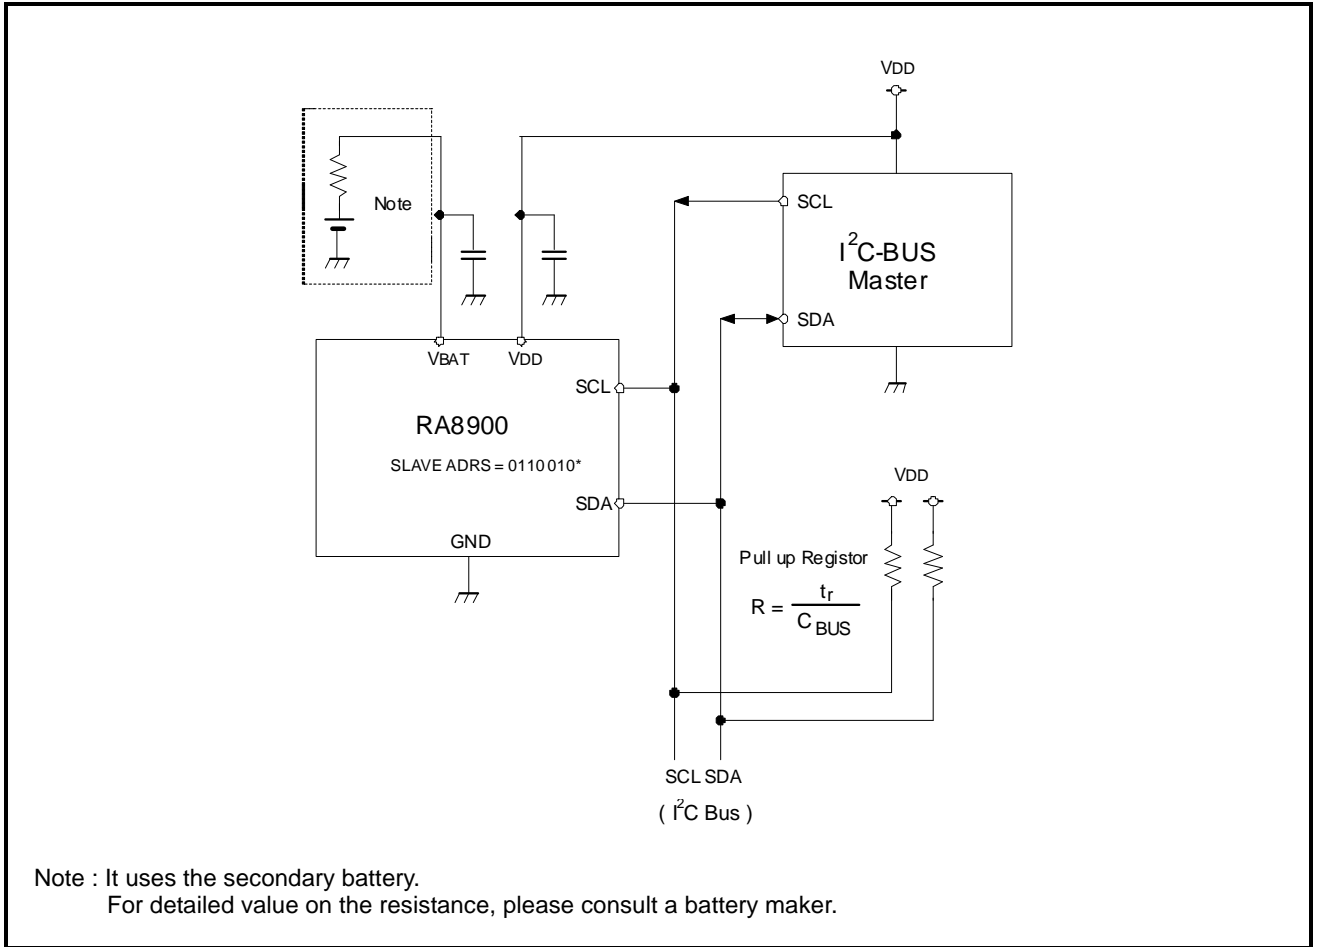 VDD
Note
SCL
I2C-BUS
Master
SDA
VBAT VDD
SCL
RA8900
SLAVE ADRS = 0110 010*
SDA
GND
VDD
Pull up Registor
R = tr / C BUS
SCL SDA
( I2C Bus )
Note : It uses the secondary battery.
For detailed value on the resistance, please consult a battery maker.